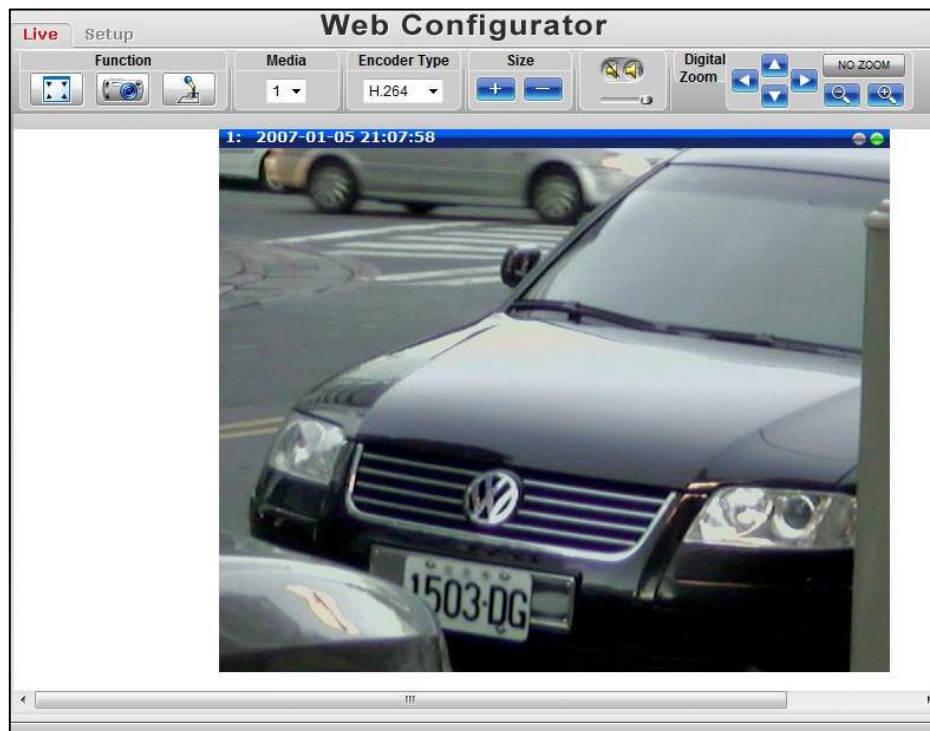 Web Configurator
Live Setup
Function Media Encoder Type Size Digital Zoom
1 H.264 NO ZOOM
1: 2007-01-05 21:07:58
1503-DG